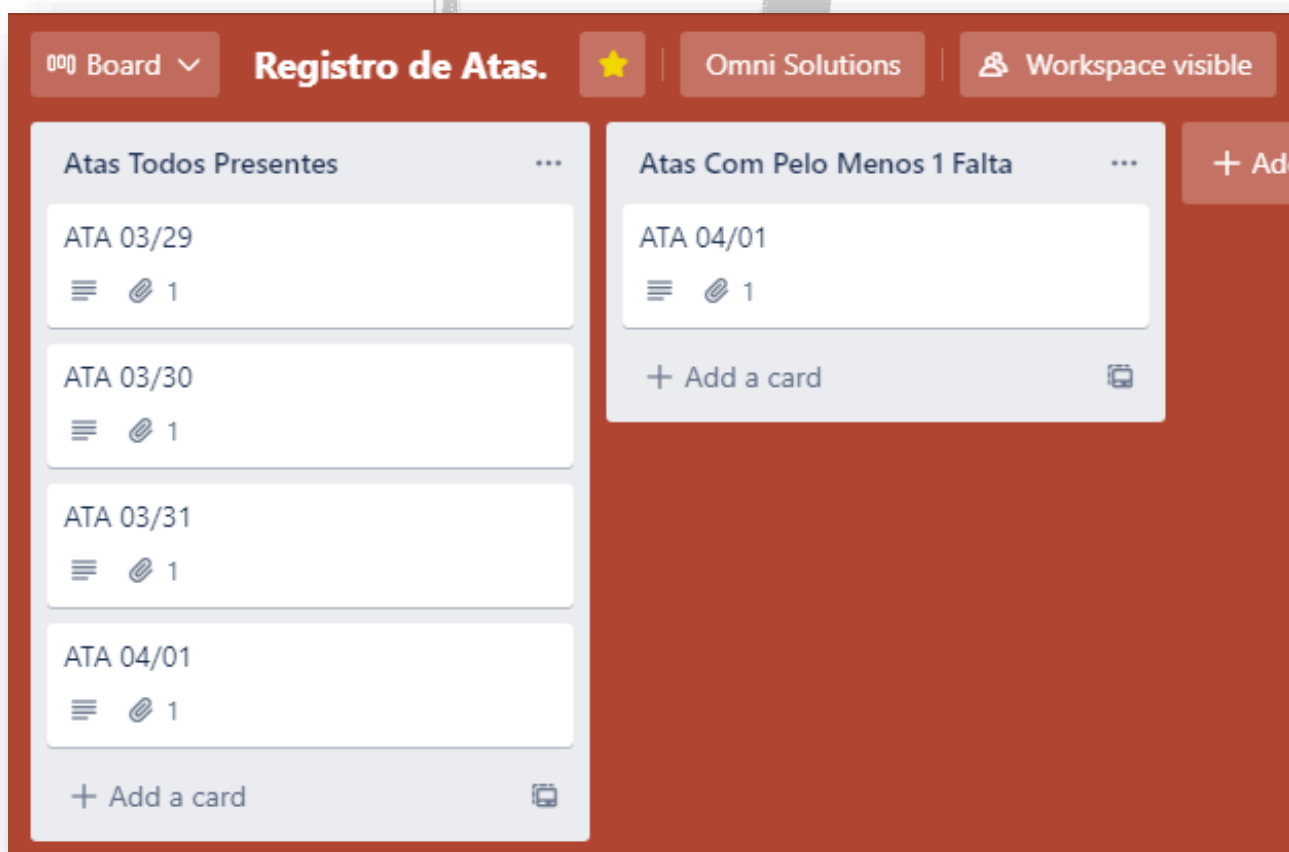 Board
Registro de Atas.
Omni Solutions
Workspace visible
Atas Todos Presentes
ATA 03/29
1
ATA 03/30
1
ATA 03/31
1
ATA 04/01
1
+ Add a card
Atas Com Pelo Menos 1 Falta
ATA 04/01
1
+ Add a card